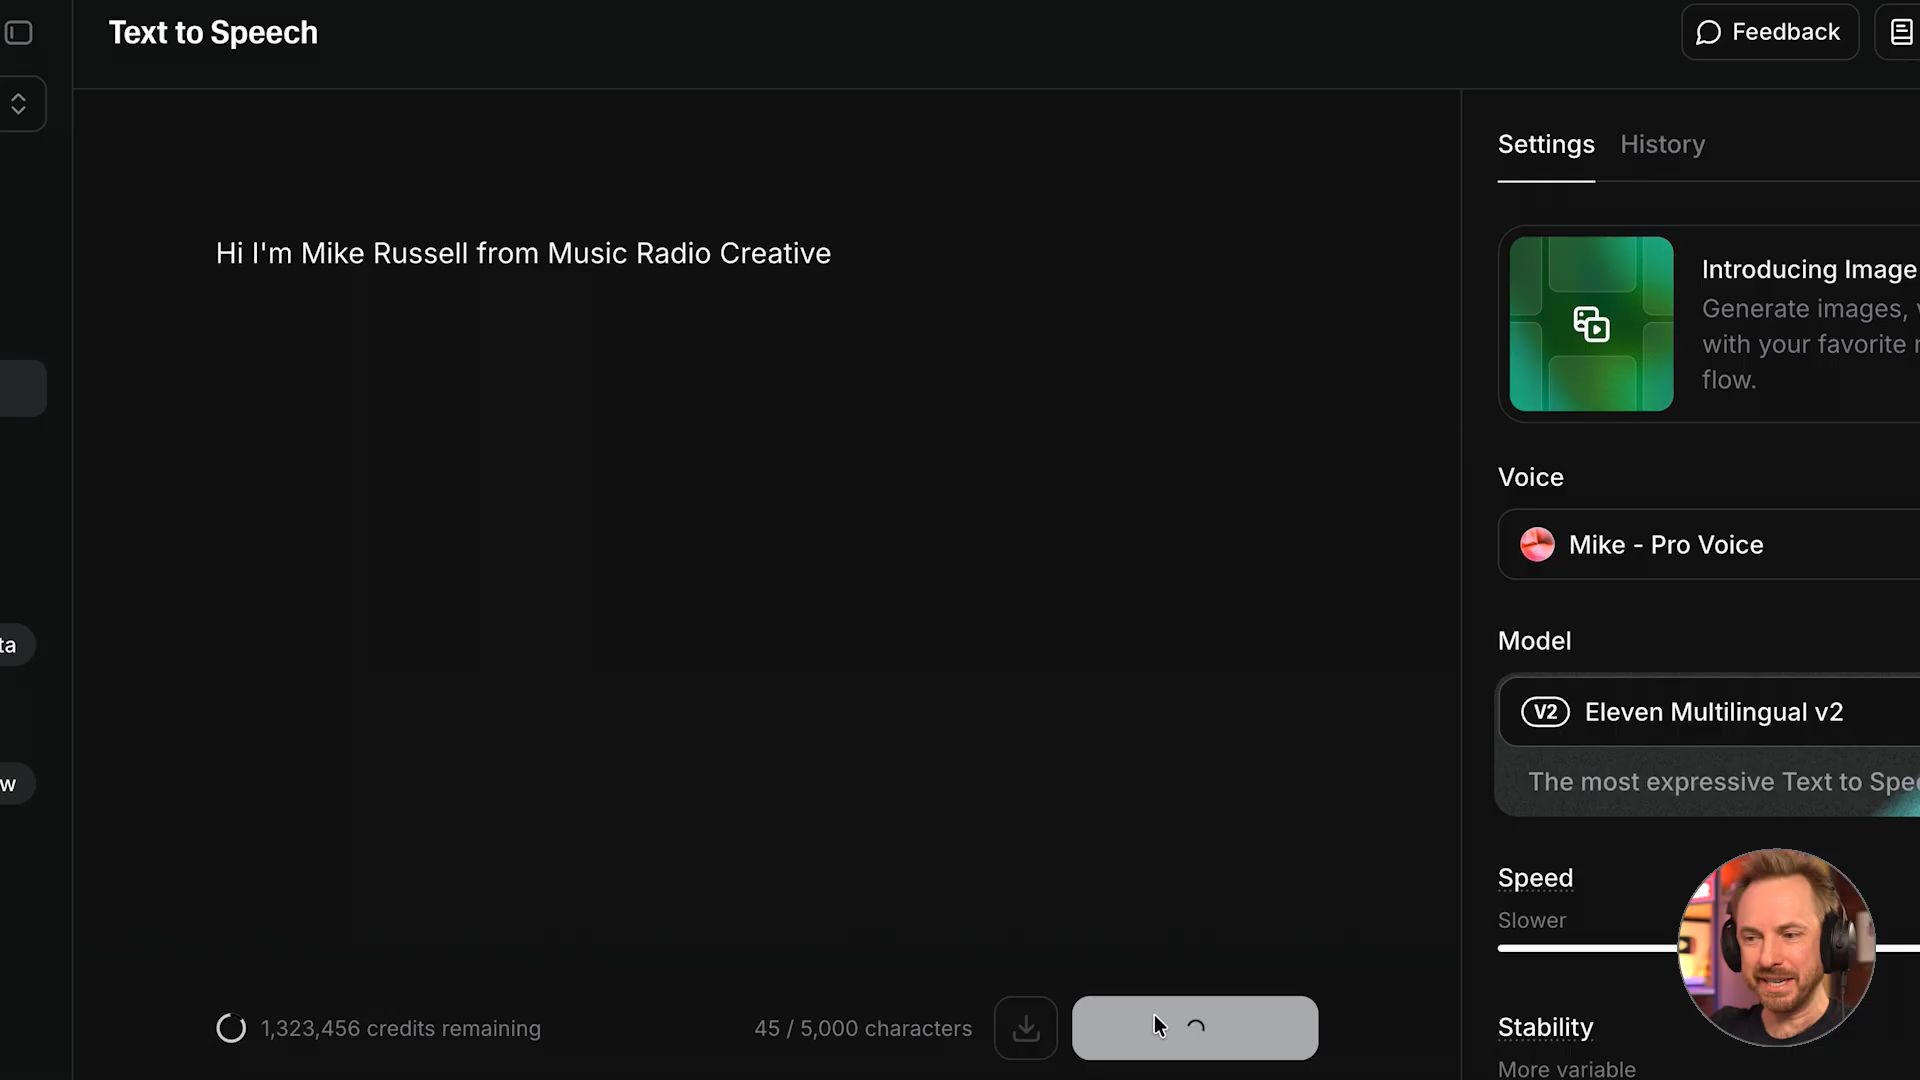 Text to Speech
Feedback
Settings History
Hi I'm Mike Russell from Music Radio Creative
Introducing Image
Generate images,
with your favorite
flow.
Voice
Mike - Pro Voice
ta
Model
V2 Eleven Multilingual v2
w
The most expressive Text to Spee
Speed
Slower
1,323,456 credits remaining
45 / 5,000 characters
Stability
More variable